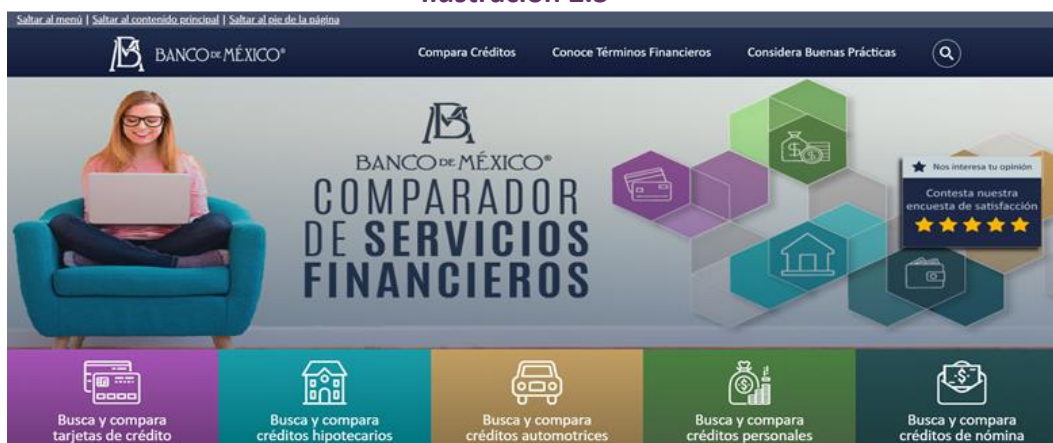 Saltar al menú | Saltar al contenido principal | Saltar al pie de la página
BANCO DE MÉXICO®
Compara Créditos
Conoce Términos Financieros
Considera Buenas Prácticas
BANCO DE MÉXICO®
COMPARADOR
DE SERVICIOS
FINANCIEROS
Nos interesa tu opinión
Contesta nuestra
encuesta de satisfacción
Busca y compara
tarjetas de crédito
Busca y compara
créditos hipotecarios
Busca y compara
créditos automotrices
Busca y compara
créditos personales
Busca y compara
créditos de nómina